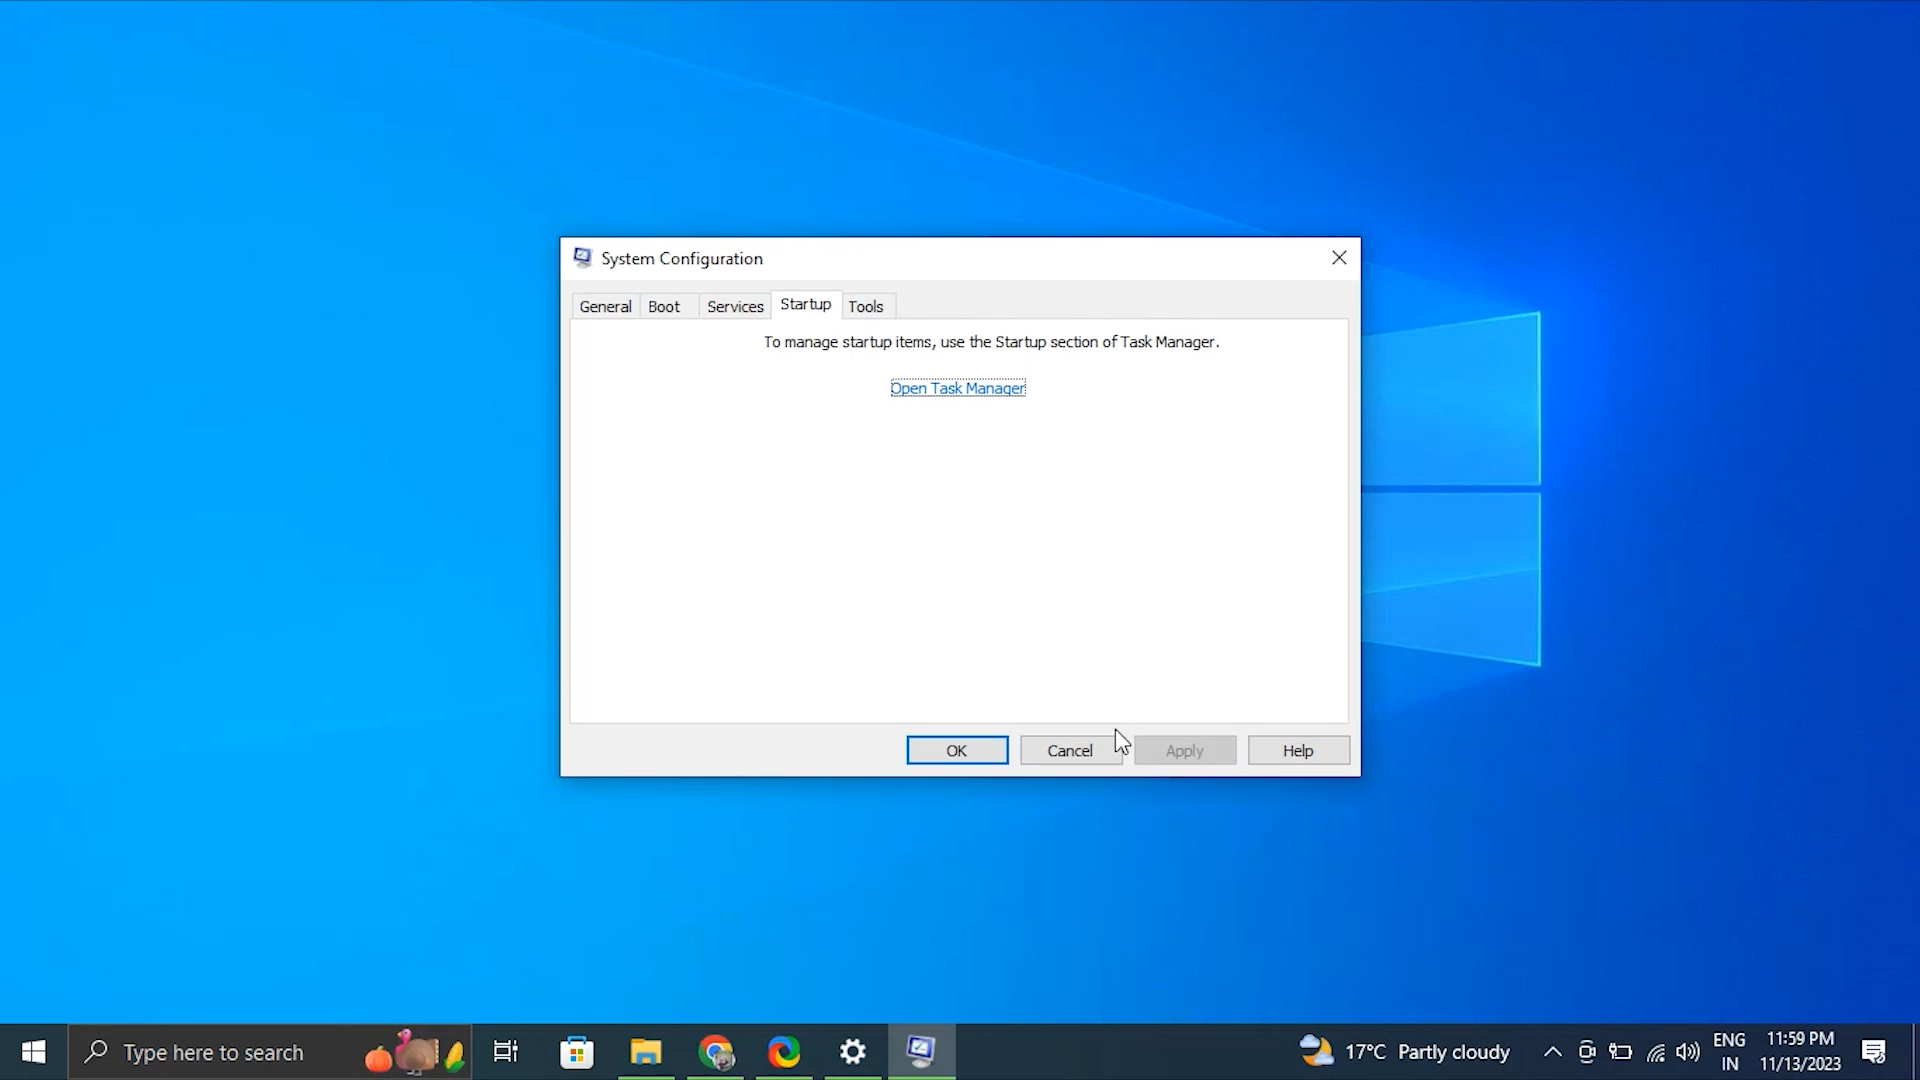 System Configuration
General Boot Services Startup Tools
To manage startup items, use the Startup section of Task Manager.
Open Task Manager
OK Cancel Apply Help
Type here to search
17°C Partly cloudy
ENG
IN
11:59 PM
11/13/2023